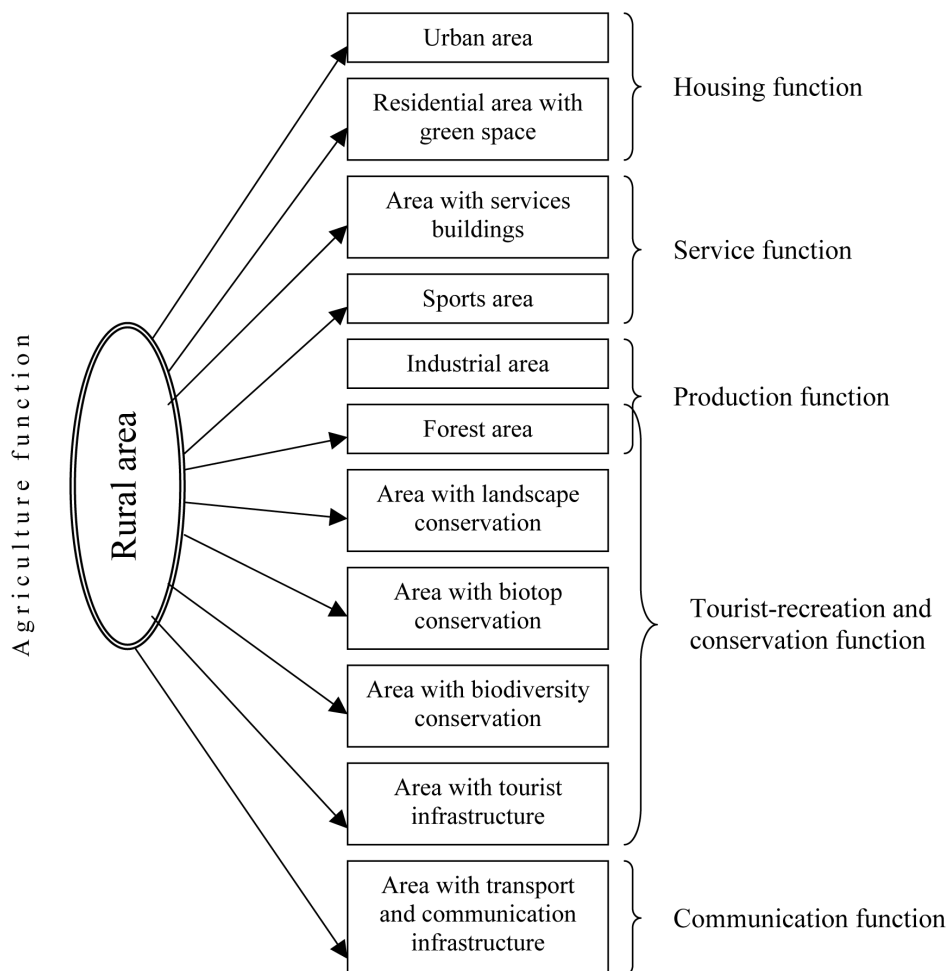 Agriculture function
Rural area
Urban area
Residential area with
green space
Area with services
buildings
Sports area
Industrial area
Forest area
Area with landscape
conservation
Area with biotop
conservation
Area with biodiversity
conservation
Area with tourist
infrastructure
Area with transport
and communication
infrastructure
Housing function
Service function
Production function
Tourist-recreation and
conservation function
Communication function